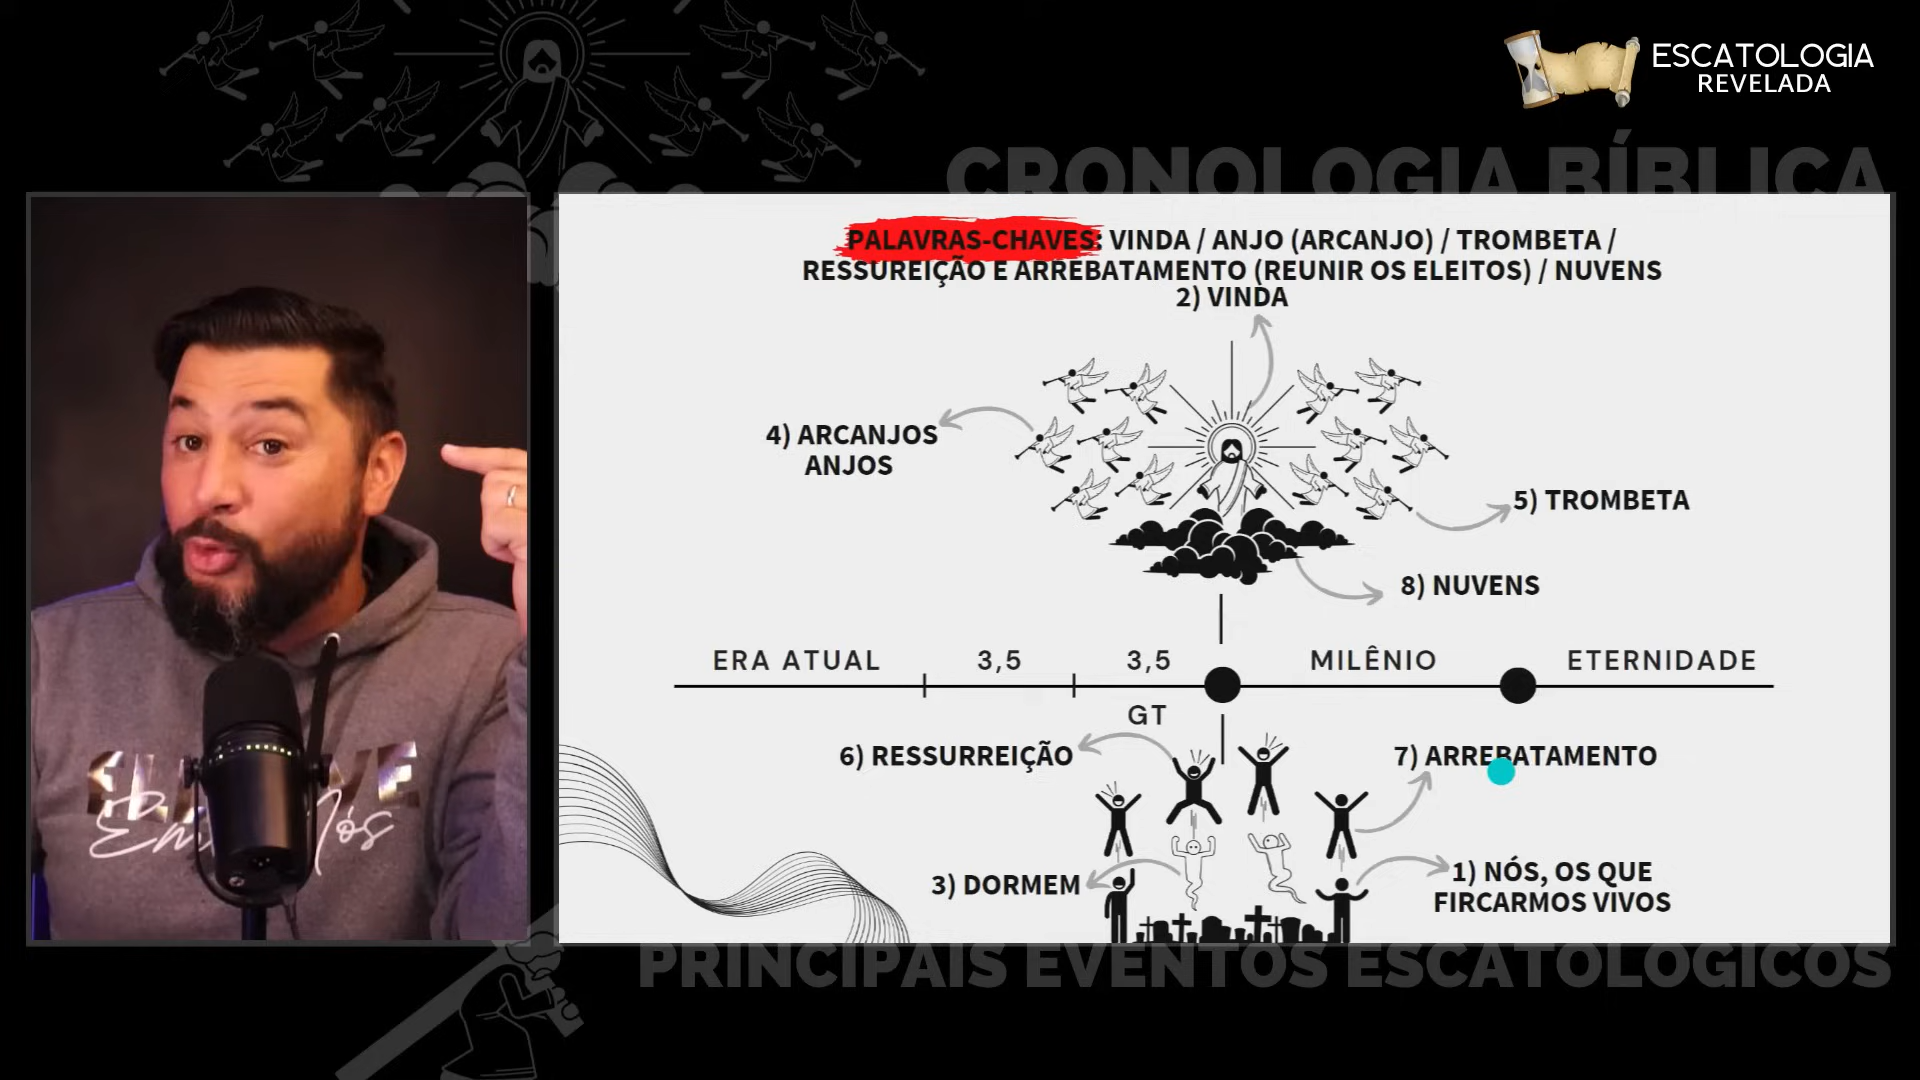 ESCATOLOGIA
REVELADA
CRONOLOGIA BÍBLICA
PALAVRAS-CHAVES: VINDA / ANJO (ARCANJO) / TROMBETA /
RESSUREIÇÃO E ARREBATAMENTO (REUNIR OS ELEITOS) / NUVENS
2) VINDA
4) ARCANJOS
ANJOS
5) TROMBETA
8) NUVENS
ERA ATUAL
3,5
3,5
MILÊNIO
ETERNIDADE
GT
6) RESSURREIÇÃO
7) ARREBATAMENTO
3) DORMEM
1) NÓS, OS QUE
FIRCARMOS VIVOS
PRINCIPAIS EVENTOS ESCATOLOGICOS